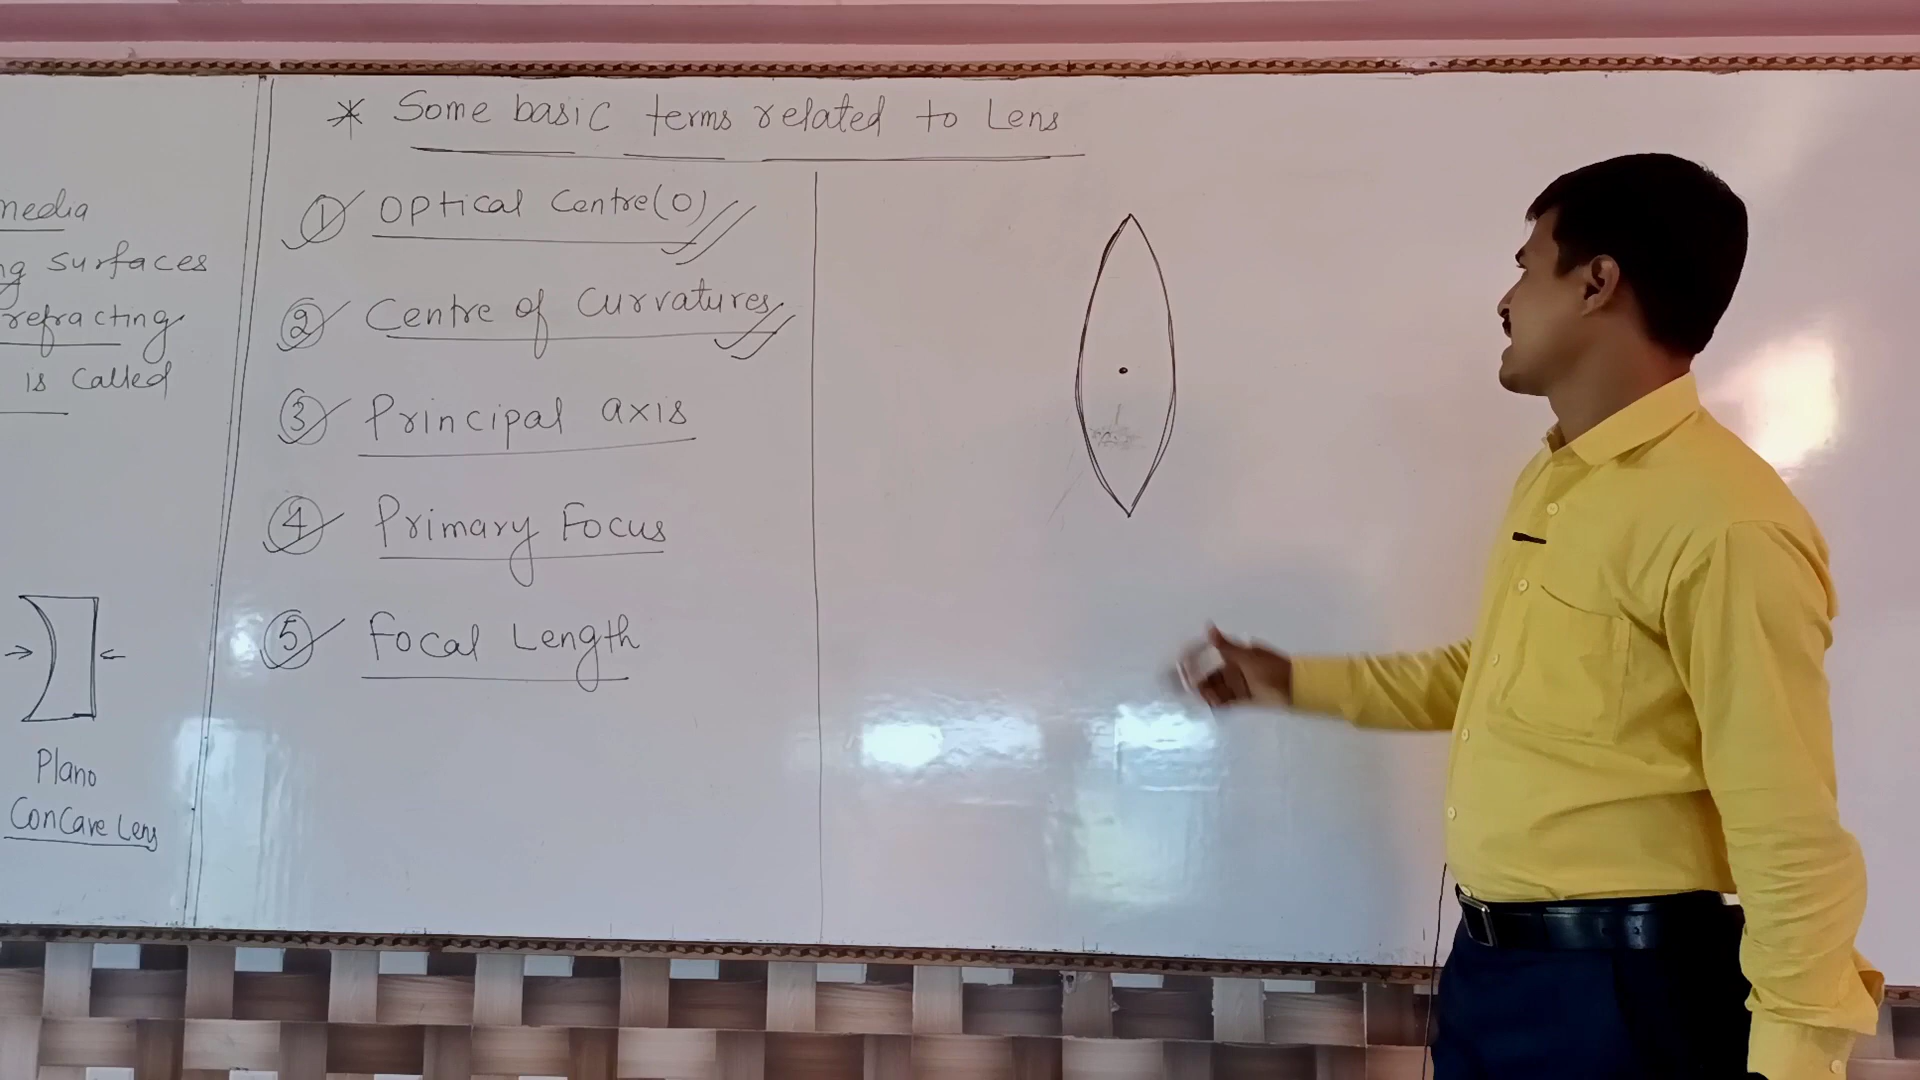 media
ng surfaces
refracting
is called
Plano
Concave Lens
* Some basic terms related to Lens
① Optical Centre(O)
② Centre of Curvatures
③ Principal axis
④ Primary Focus
⑤ Focal Length